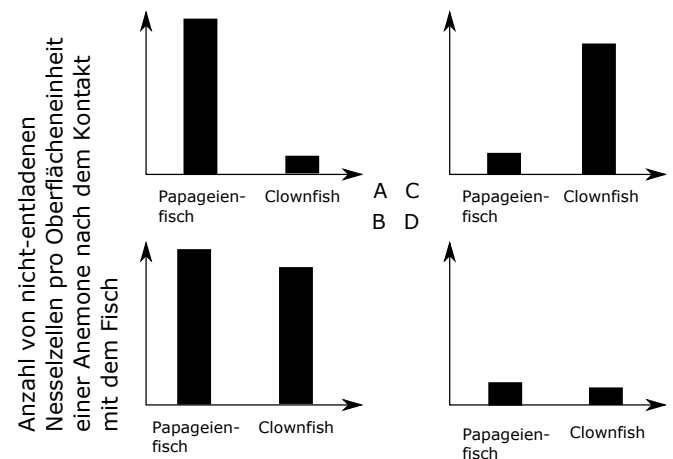 Anzahl von nicht-entladenen
Nesselzellen pro Oberflächeneinheit
einer Anemone nach dem Kontakt
mit dem Fisch
Papageien-
fisch
Clownfish
Papageien-
fisch
Clownfish
A C
B D
Papageien-
fisch
Clownfish
Papageien-
fisch
Clownfish